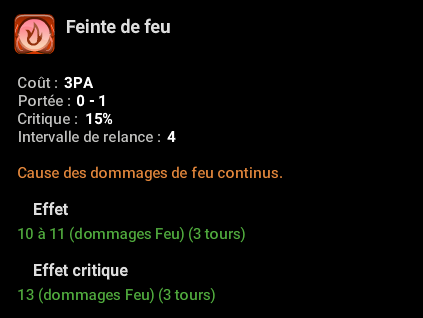 Feinte de feu
Coût : 3PA
Portée : 0 - 1
Critique : 15%
Intervalle de relance : 4
Cause des dommages de feu continus.
Effet
10 à 11 (dommages Feu) (3 tours)
Effet critique
13 (dommages Feu) (3 tours)